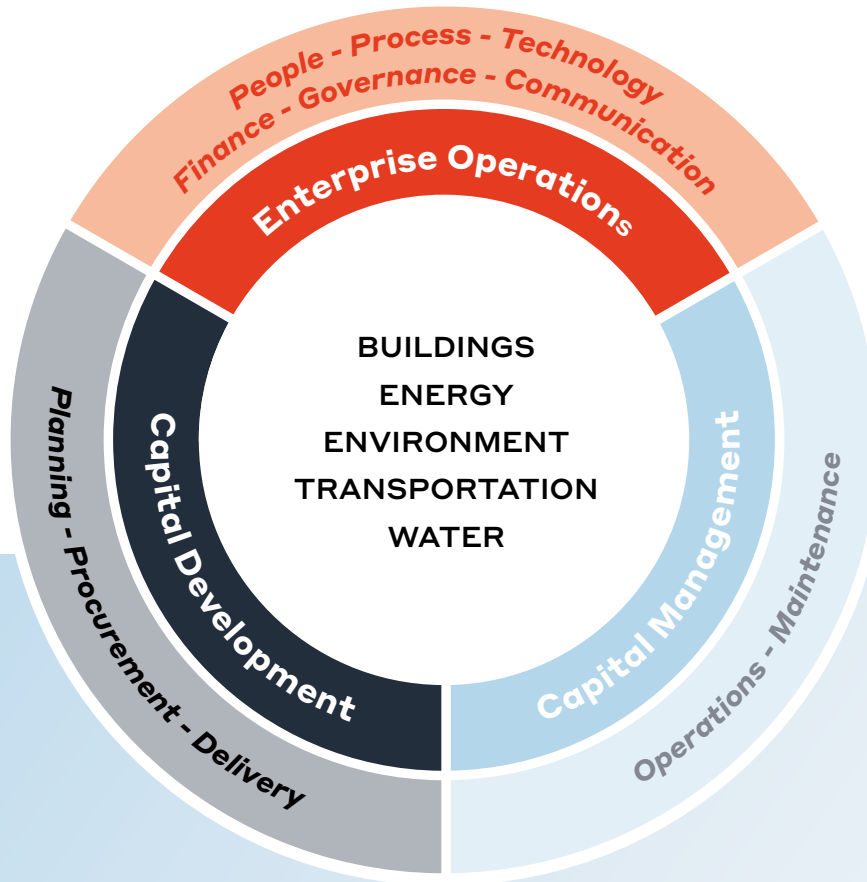 People - Process - Technology
Finance - Governance - Communication
Enterprise Operations
BUILDINGS
ENERGY
ENVIRONMENT
TRANSPORTATION
WATER
Capital Development
Planning - Procurement - Delivery
Capital Management
Operations - Maintenance